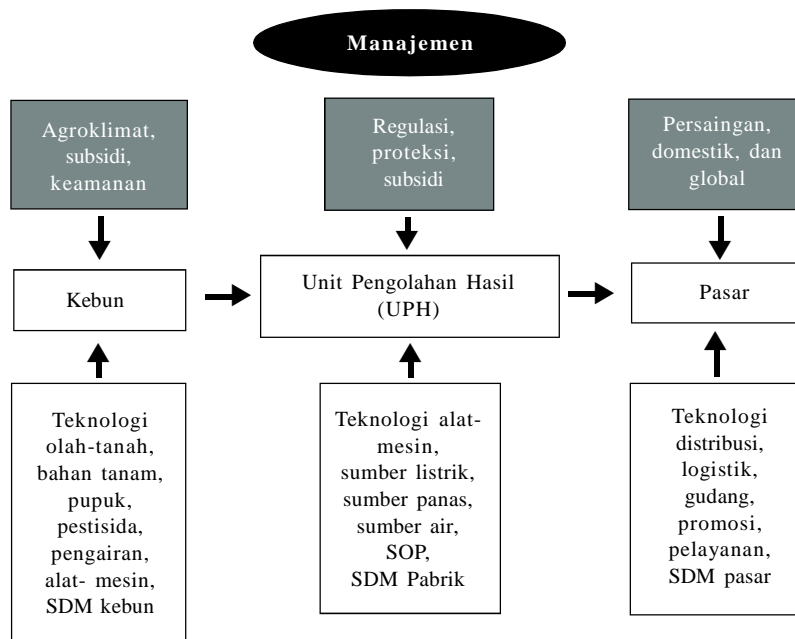 Manajemen
Agroklimat,
subsidi,
keamanan
Regulasi,
proteksi,
subsidi
Persaingan,
domestik, dan
global
Kebun
Unit Pengolahan Hasil
(UPH)
Pasar
Teknologi
olah-tanah,
bahan tanam,
pupuk,
pestisida,
pengairan,
alat- mesin,
SDM kebun
Teknologi alat-
mesin,
sumber listrik,
sumber panas,
sumber air,
SOP,
SDM Pabrik
Teknologi
distribusi,
logistik,
gudang,
promosi,
pelayanan,
SDM pasar